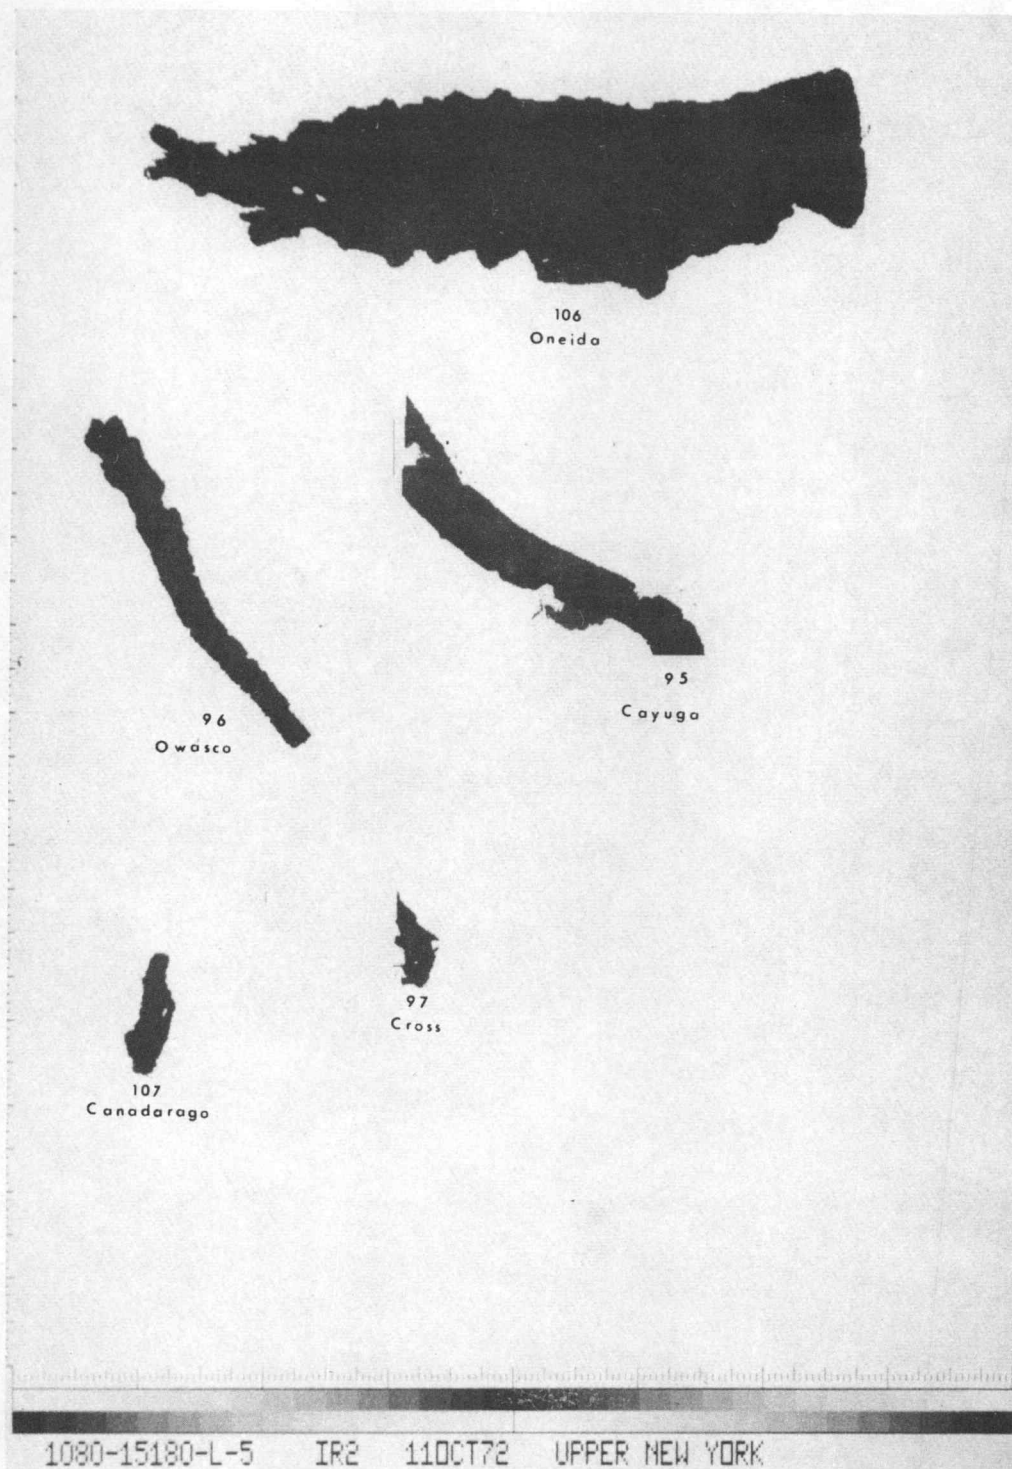 106
Oneida
95
Cayuga
96
Owasco
97
Cross
107
Canadarago
1080-15180-L-5 IR2 11OCT72 UPPER NEW YORK